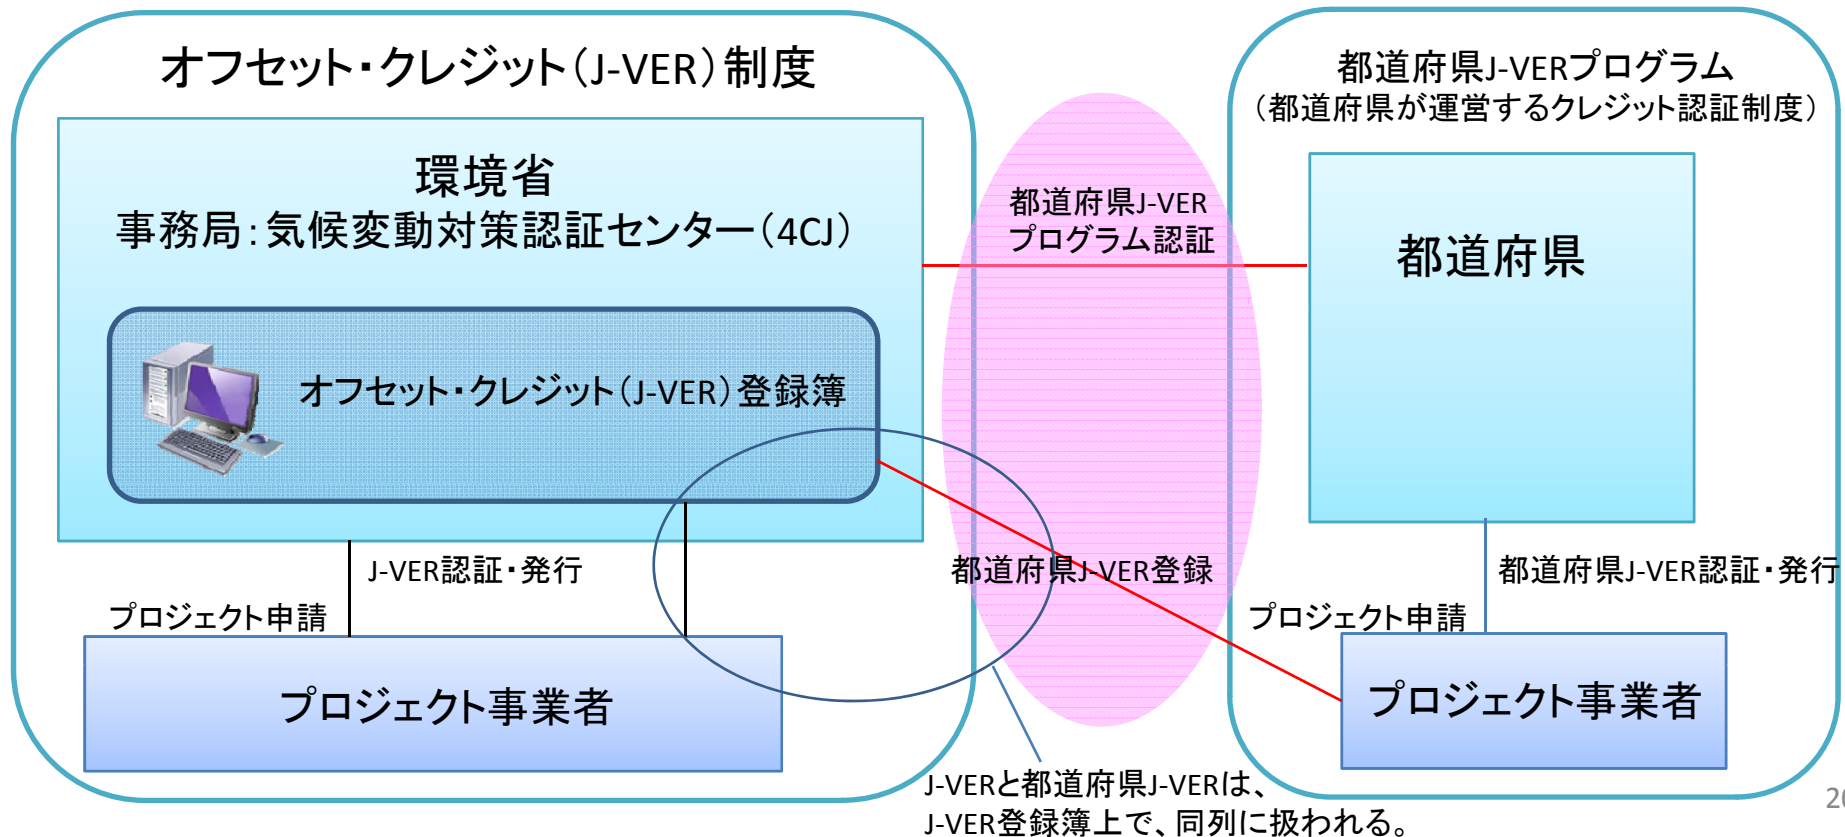 オフセット・クレジット(J-VER)制度
環境省
事務局:気候変動対策認証センター(4CJ)
オフセット・クレジット(J-VER)登録簿
J-VER認証・発行
プロジェクト申請
プロジェクト事業者
都道府県J-VER
プログラム認証
都道府県J-VER登録
J-VERと都道府県J-VERは、
J-VER登録簿上で、同列に扱われる。
都道府県J-VERプログラム
(都道府県が運営するクレジット認証制度)
都道府県
都道府県J-VER認証・発行
プロジェクト申請
プロジェクト事業者